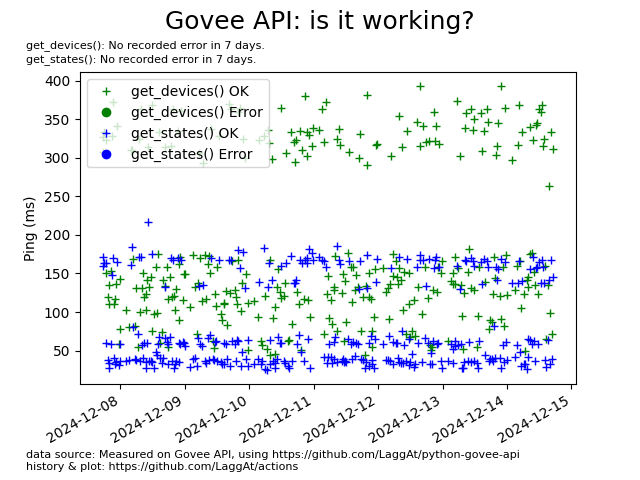 Govee API: is it working?
get_devices(): No recorded error in 7 days.
get_states(): No recorded error in 7 days.
get_devices() OK
get_devices() Error
get_states() OK
get_states() Error
Ping (ms)
400
350
300
250
200
150
100
50
2024-12-08
2024-12-09
2024-12-10
2024-12-11
2024-12-12
2024-12-13
2024-12-14
2024-12-15
data source: Measured on Govee API, using https://github.com/LaggAt/python-govee-api
history & plot: https://github.com/LaggAt/actions